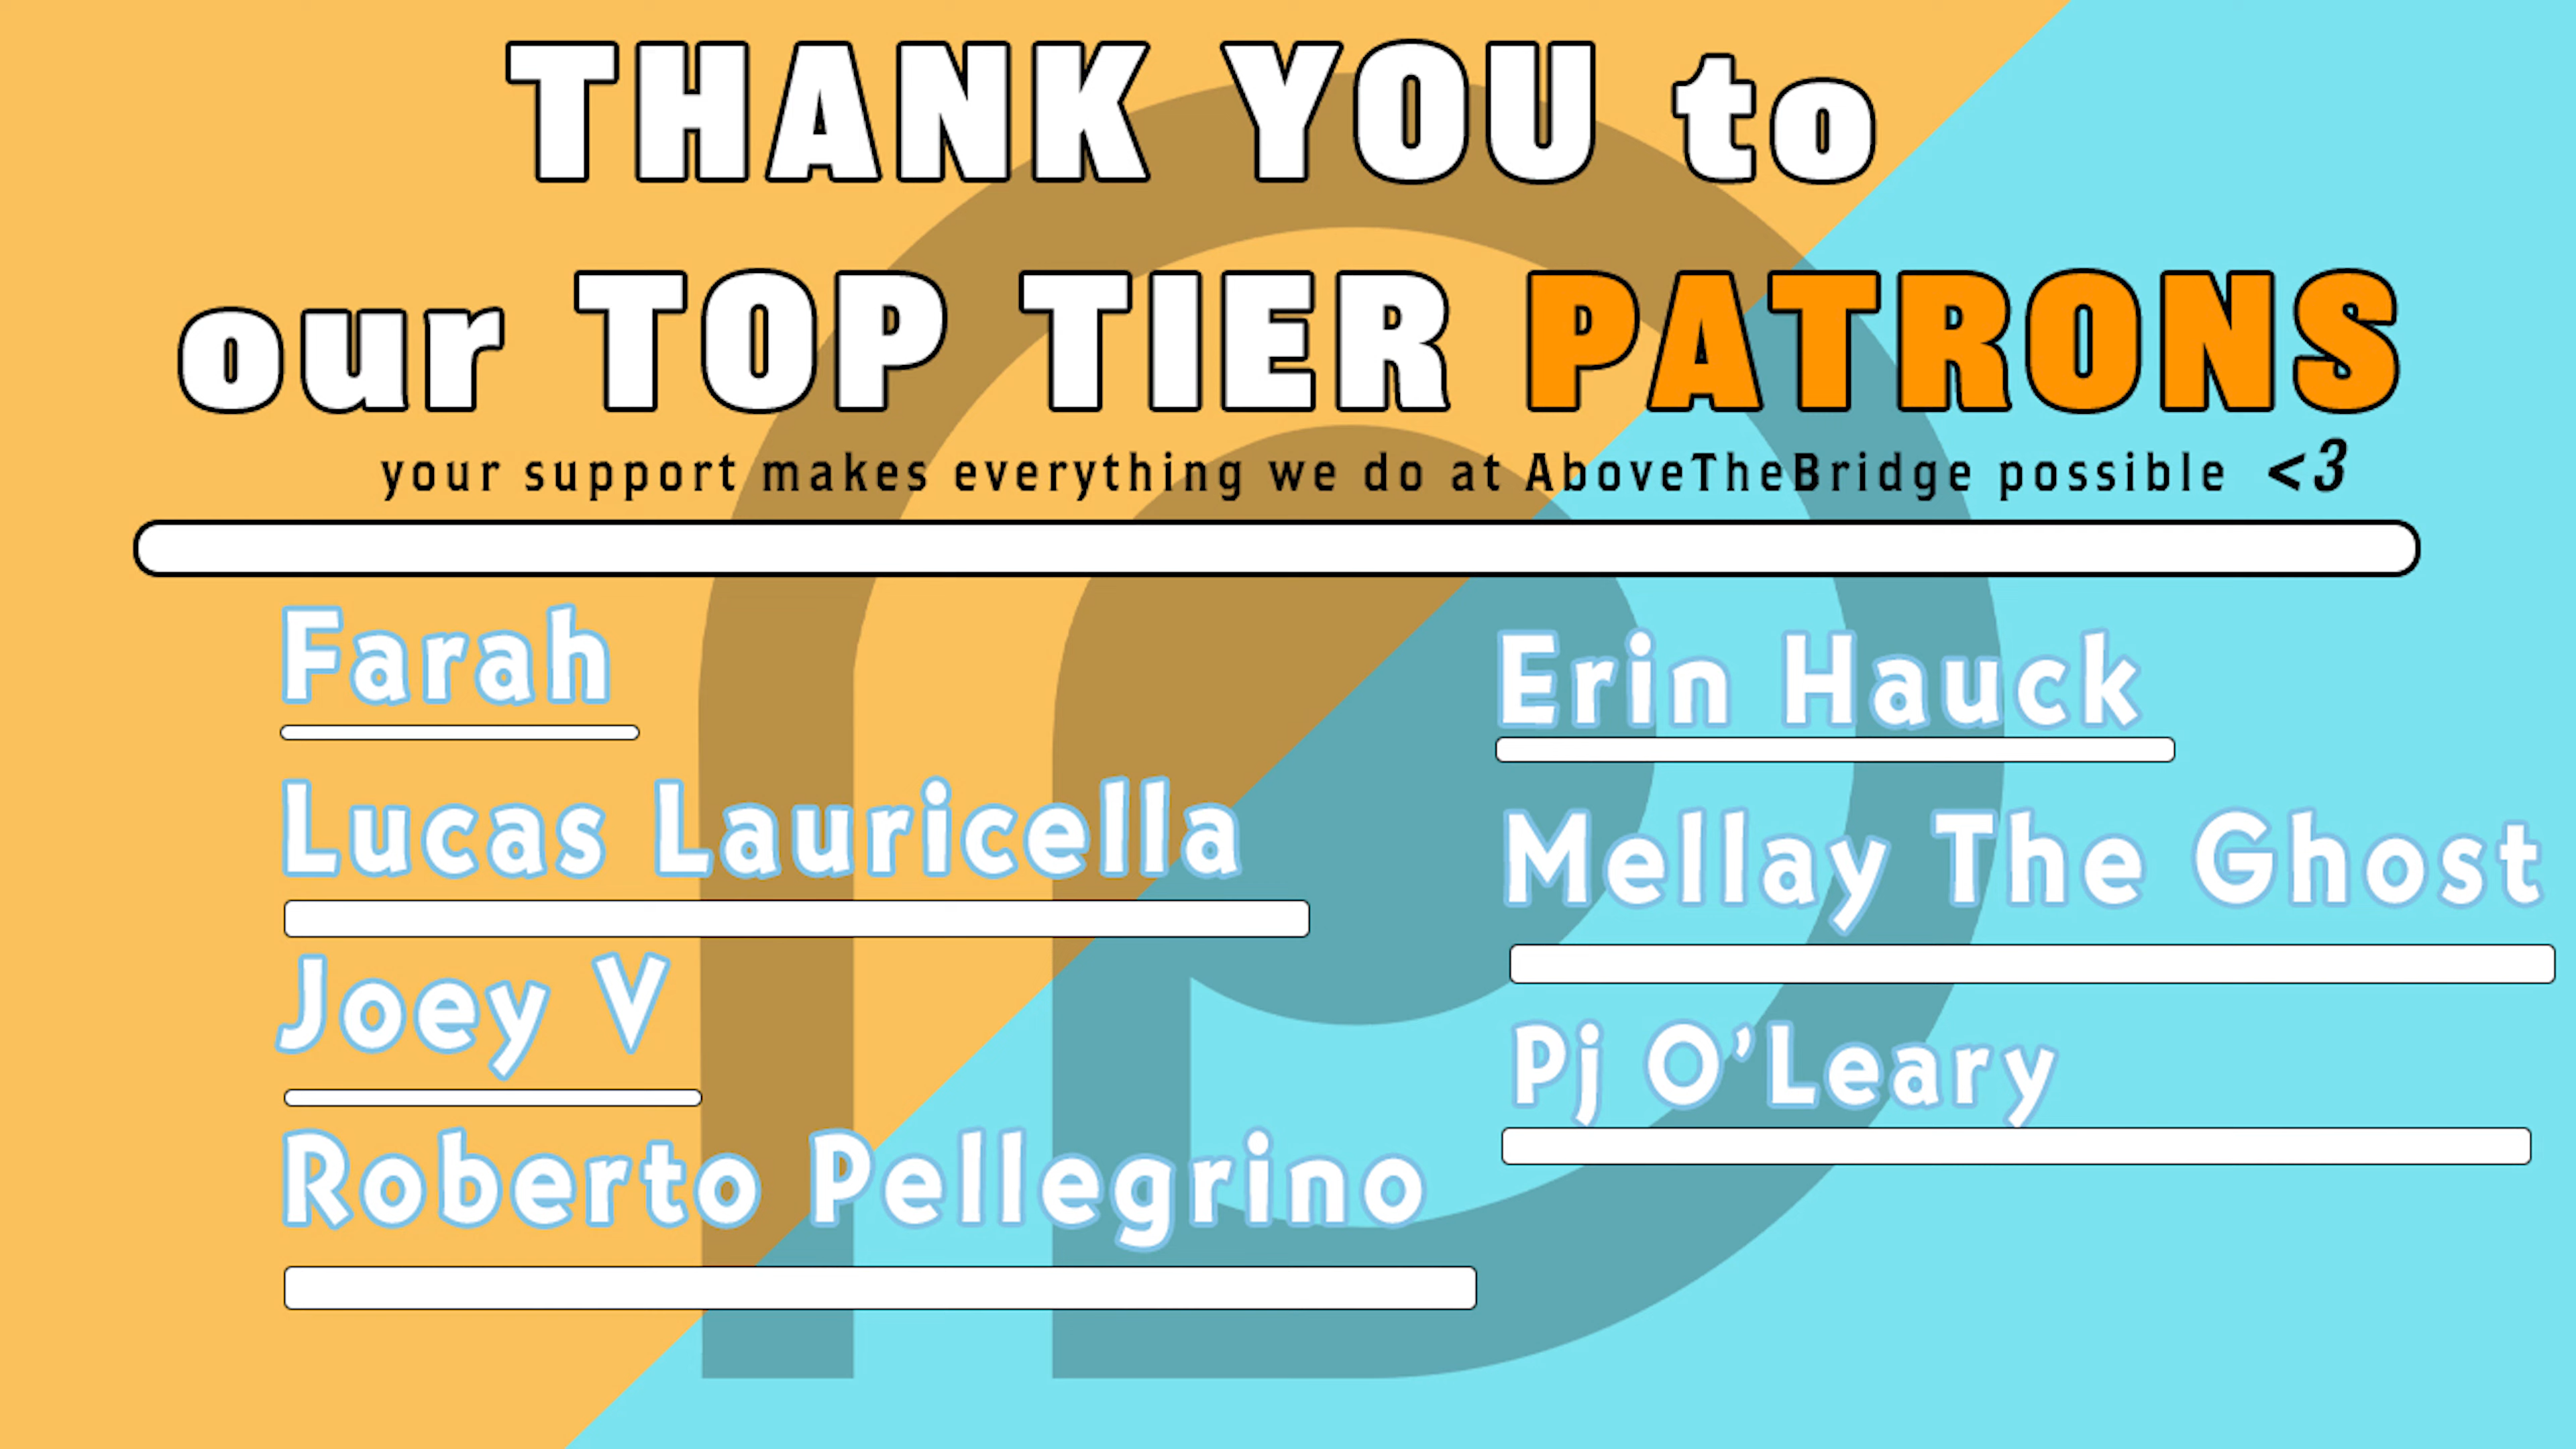 THANK YOU to
our TOP TIER PATRONS
your support makes everything we do at AboveTheBridge possible <3
Farah
Lucas Lauricella
Joey V
Roberto Pellegrino
Erin Hauck
Mellay The Ghost
Pj O'Leary